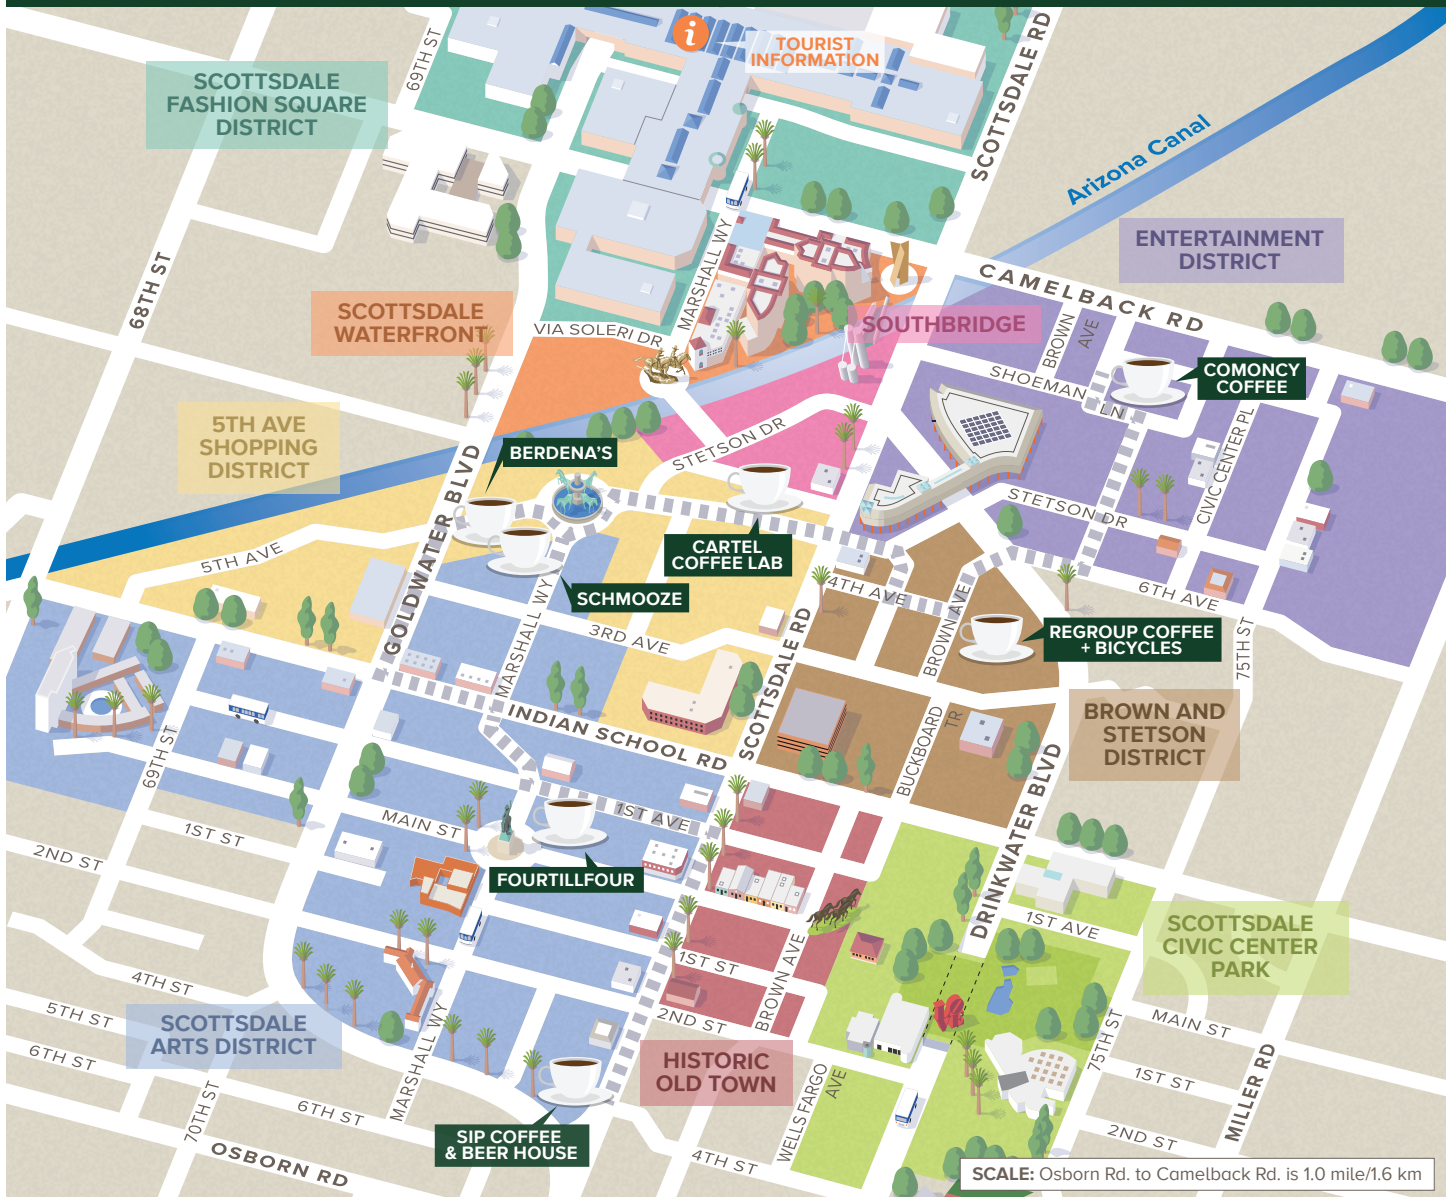 i
TOURIST
INFORMATION
SCOTTSDALE
FASHION SQUARE
DISTRICT
69TH ST
SCOTTSDALE RD
Arizona Canal
ENTERTAINMENT
DISTRICT
68TH ST
MARSHALL WY
CAMELBACK RD
SCOTTSDALE
WATERFRONT
VIA SOLERI DR
SOUTHBRIDGE
BROWN
AVE
SHOEMAN LN
COMONCY
COFFEE
CIVIC CENTER PL
5TH AVE
SHOPPING
DISTRICT
GOLDWATER BLVD
BERDENA'S
STETSON DR
STETSON DR
5TH AVE
CARTEL
COFFEE LAB
SCHMOOZE
MARSHALL WY
3RD AVE
4TH AVE
BROWN AVE
6TH AVE
REGROUP COFFEE
+ BICYCLES
75TH ST
SCOTTSDALE RD
INDIAN SCHOOL RD
BUCKBOARD
TR
BROWN AND
STETSON
DISTRICT
DRINKWATER BLVD
69TH ST
1ST AVE
MAIN ST
1ST ST
2ND ST
FOURTILLFOUR
1ST AVE
SCOTTSDALE
CIVIC CENTER
PARK
1ST ST
BROWN AVE
4TH ST
5TH ST
6TH ST
SCOTTSDALE
ARTS DISTRICT
2ND ST
HISTORIC
OLD TOWN
MARSHALL WY
70TH ST
6TH ST
OSBORN RD
SIP COFFEE
& BEER HOUSE
WELLS FARGO
AVE
4TH ST
75TH ST
MAIN ST
1ST ST
2ND ST
MILLER RD
SCALE: Osborn Rd. to Camelback Rd. is 1.0 mile/1.6 km